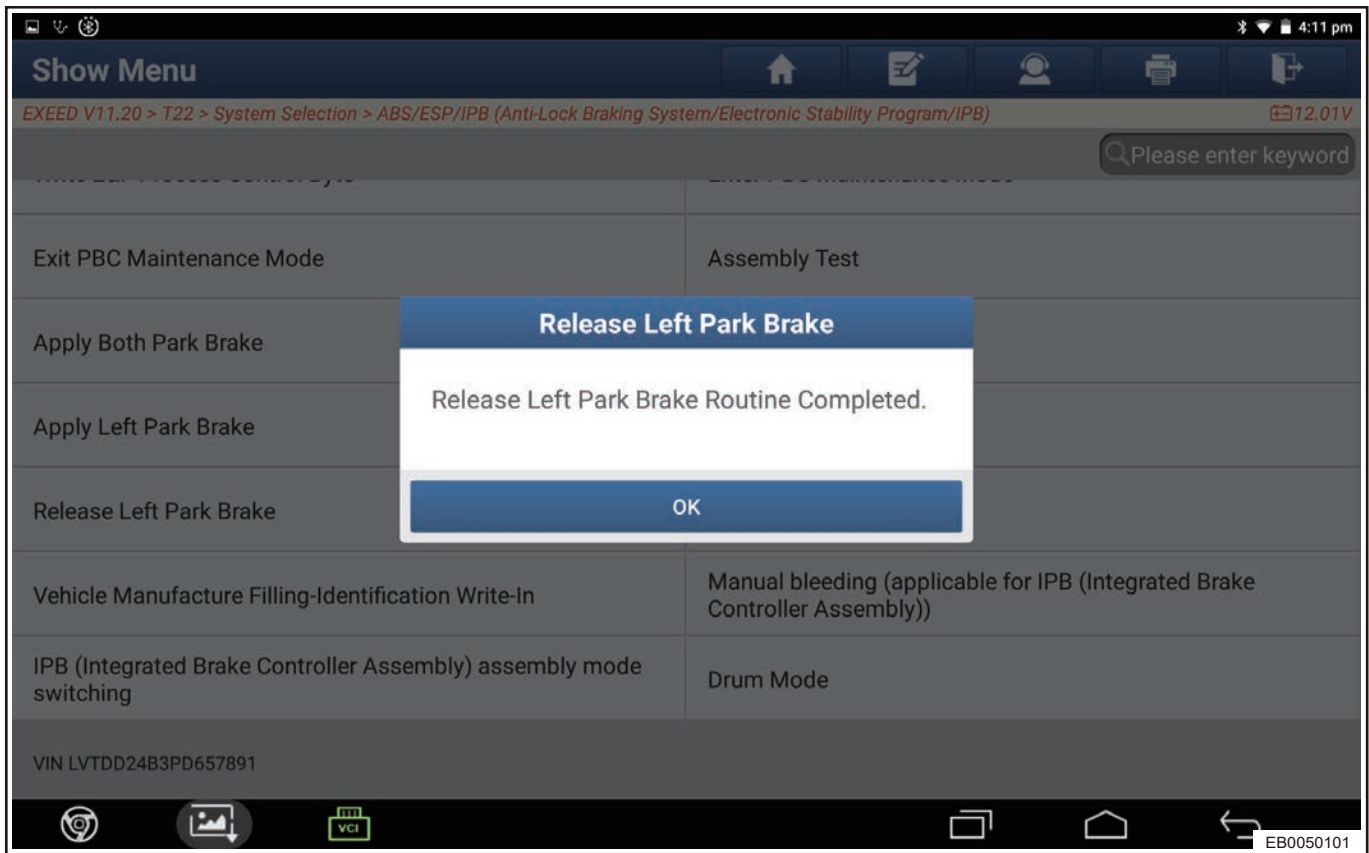 4:11 pm
Show Menu
EXEED V11.20 > T22 > System Selection > ABS/ESP/IPB (Anti-Lock Braking System/Electronic Stability Program/IPB)
12.01V
Please enter keyword
Exit PBC Maintenance Mode
Assembly Test
Apply Both Park Brake
Release Left Park Brake
Release Left Park Brake Routine Completed.
Apply Left Park Brake
Release Left Park Brake
OK
Vehicle Manufacture Filling-Identification Write-In
Manual bleeding (applicable for IPB (Integrated Brake
Controller Assembly))
IPB (Integrated Brake Controller Assembly) assembly mode
switching
Drum Mode
VIN LVTDD24B3PD657891
VCI
EB0050101